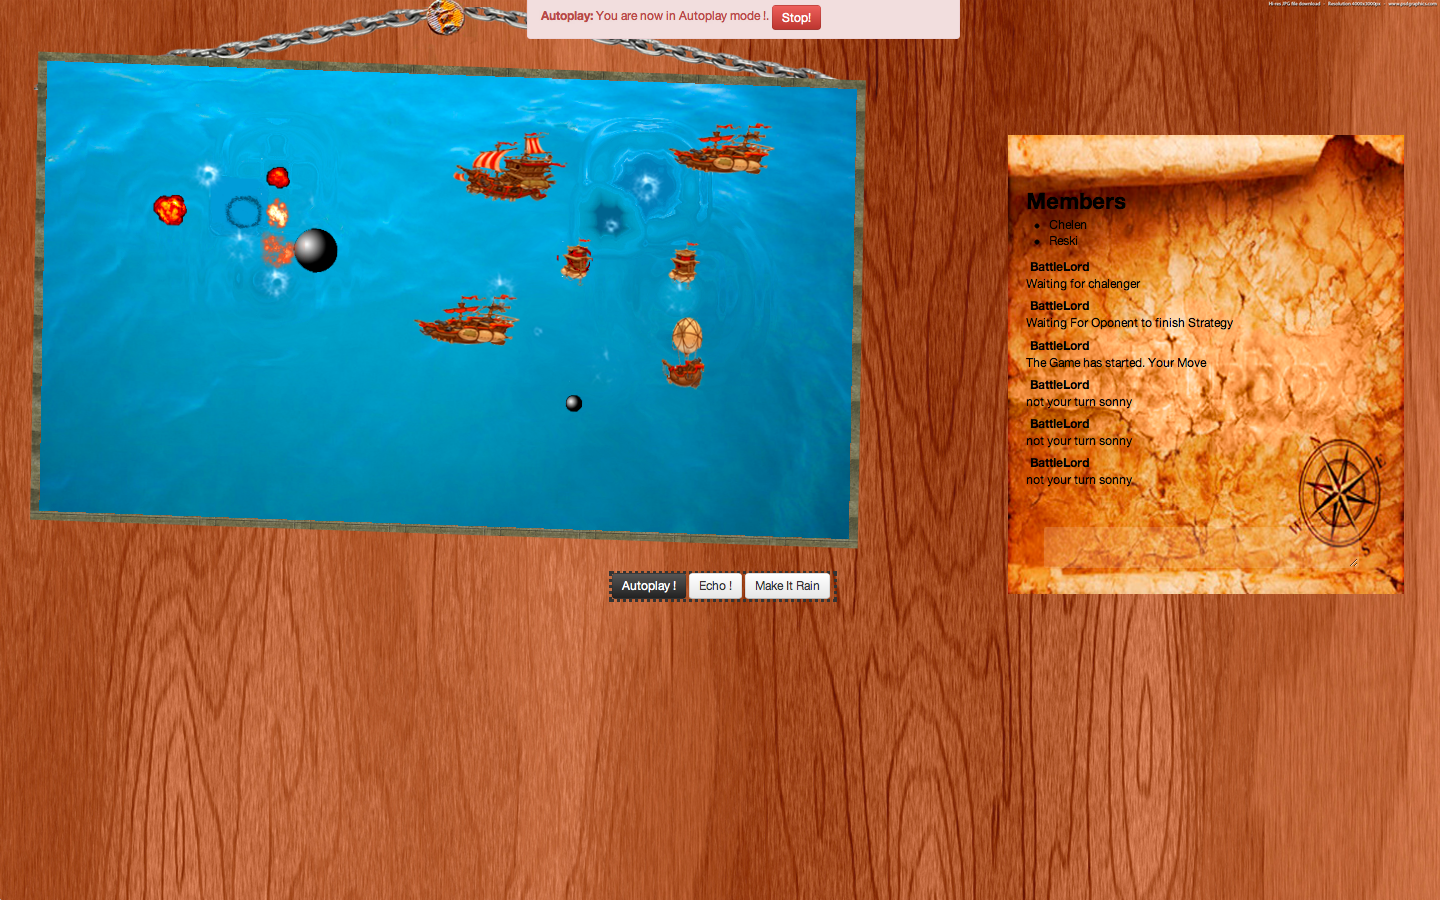 Autoplay: You are now in Autoplay mode !. Stop!
Hi-res JPG file download - Resolution 4000x3000px - www.psdgraphics.com
Members
Chelen
Reski
BattleLord
Waiting for chalenger
BattleLord
Waiting For Oponent to finish Strategy
BattleLord
The Game has started. Your Move
BattleLord
not your turn sonny
BattleLord
not your turn sonny
BattleLord
not your turn sonny
E
W
S
Autoplay ! Echo ! Make It Rain